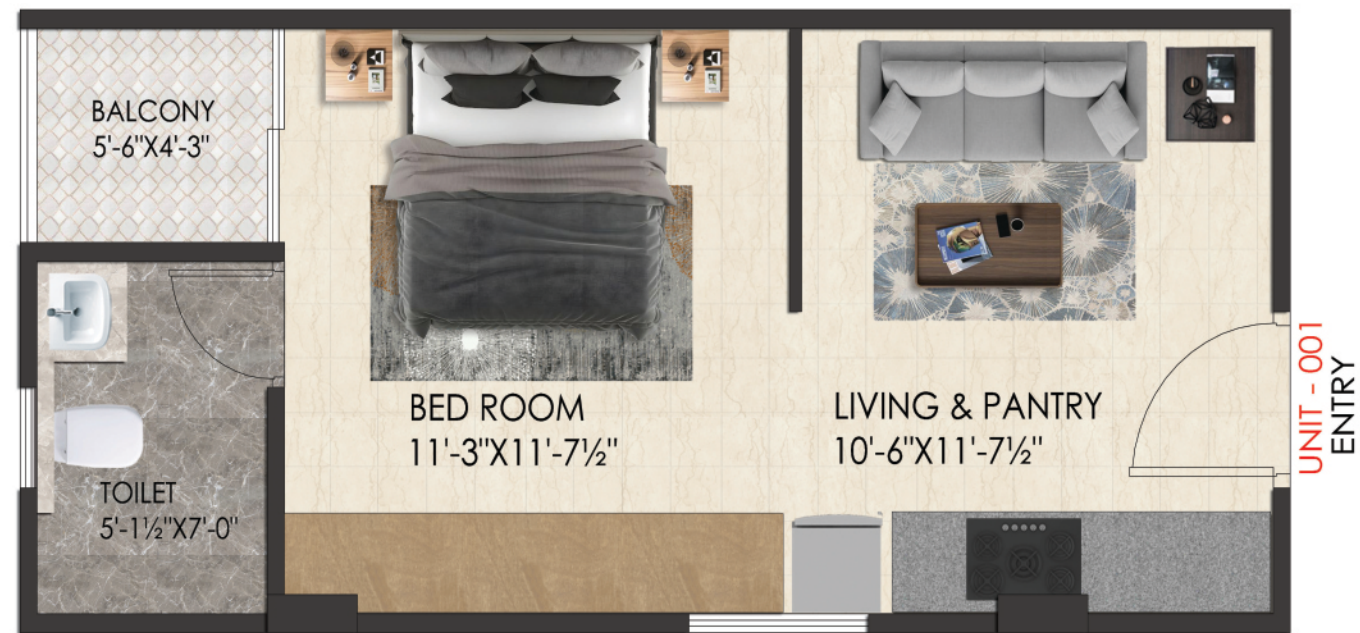 BALCONY
5'-6"X4'-3"
BED ROOM
11'-3"X11'-7½"
LIVING & PANTRY
10'-6"X11'-7½"
TOILET
5'-1½"X7'-0"
UNIT - 001
ENTRY